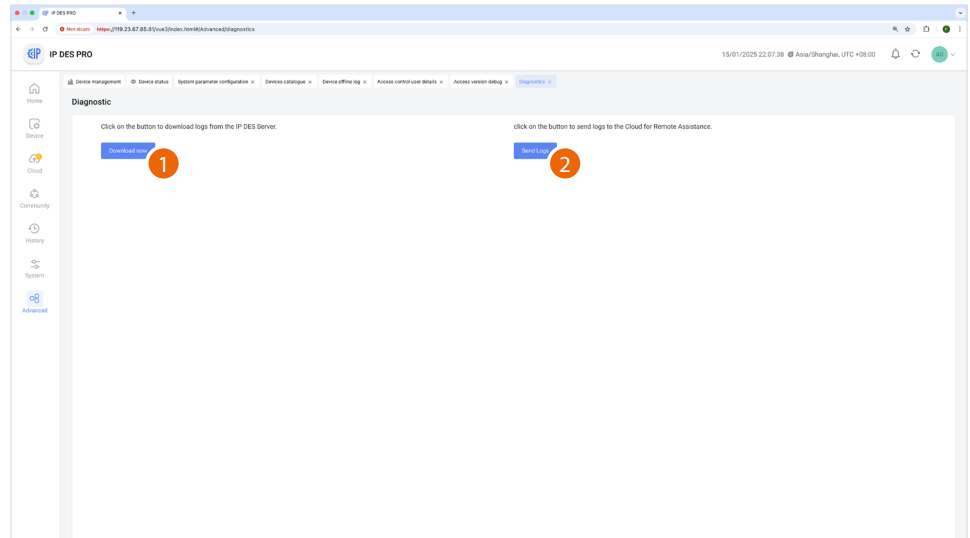 IP DES PRO
Non sicuro https://119.23.67.85.01/vue3/index.html#/Advanced/diagnostics
IP DES PRO
15/01/2025 22:07:38 @ Asia/Shanghai, UTC +08:00
AD
Device management Device status System parameter configuration × Devices catalogue × Device offline log × Access control user details × Access version debug × Diagnostics ×
Home
Device
Cloud
Community
History
System
Advanced
Diagnostic
Click on the button to download logs from the IP DES Server.
click on the button to send logs to the Cloud for Remote Assistance.
Download now
1
Send Logs
2